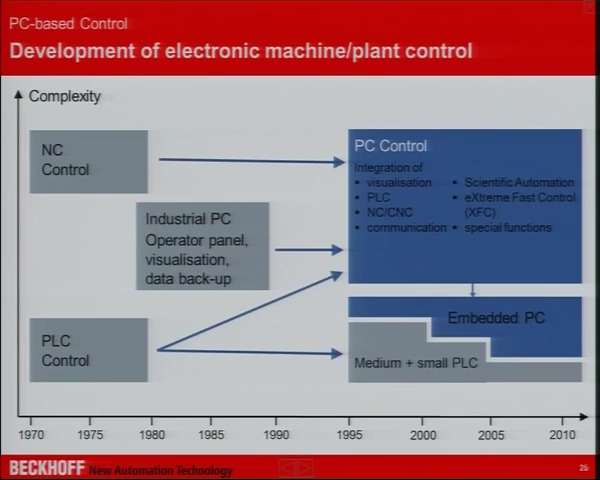 PC-based Control
Development of electronic machine/plant control
Complexity
NC
Control
Industrial PC
Operator panel,
visualisation,
data back-up
PLC
Control
PC Control
Integration of
▪ visualisation
▪ PLC
▪ NC/CNC
▪ communication
▪ Scientific Automation
▪ eXtreme Fast Control
(XFC)
▪ special functions
Embedded PC
Medium + small PLC
1970 1975 1980 1985 1990 1995 2000 2005 2010
BECKHOFF New Automation Technology
25